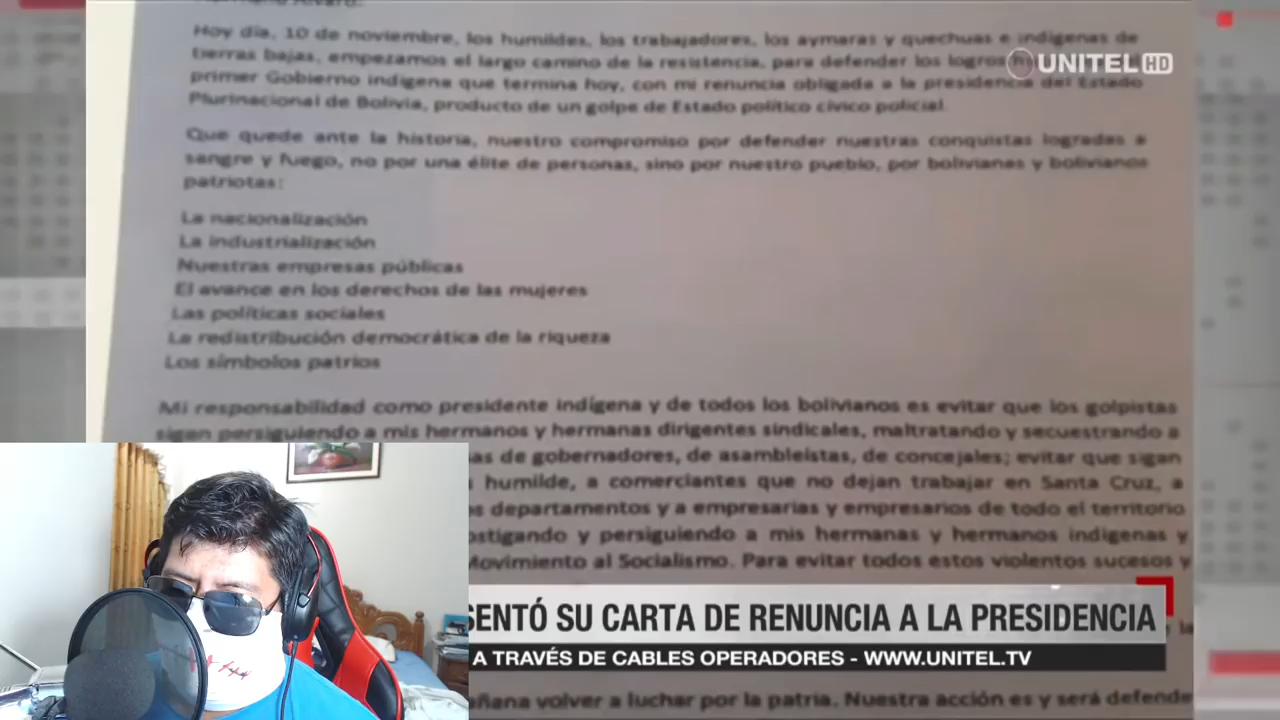 Hermano Alvaro:
Hoy día, 10 de noviembre, los humildes, los trabajadores, los aymaras y quechuas e indígenas de
tierras bajas, empezamos el largo camino de la resistencia, para defender los logros
primer Gobierno indígena que termina hoy, con mi renuncia obligada a la presidencia del Estado
Plurinacional de Bolivia, producto de un golpe de Estado político cívico policial.
UNITEL HD
Que quede ante la historia, nuestro compromiso por defender nuestras conquistas logradas a
sangre y fuego, no por una élite de personas, sino por nuestro pueblo, por bolivianas y bolivianos
patriotas:
La nacionalización
La industrialización
Nuestras empresas públicas
El avance en los derechos de las mujeres
Las políticas sociales
La redistribución democrática de la riqueza
Los símbolos patrios
Mi responsabilidad como presidente indígena y de todos los bolivianos es evitar que los golpistas
sigan persiguiendo a mis hermanos y hermanas dirigentes sindicales, maltratando y secuestrando a
as de gobernadores, de asambleístas, de concejales; evitar que sigan
humilde, a comerciantes que no dejan trabajar en Santa Cruz, a
s departamentos y a empresarias y empresarios de todo el territorio
ostigando y persiguiendo a mis hermanas y hermanos indígenas y
Movimiento al Socialismo. Para evitar todos estos violentos sucesos y
SENTÓ SU CARTA DE RENUNCIA A LA PRESIDENCIA
la
A TRAVÉS DE CABLES OPERADORES - WWW.UNITEL.TV
eñana volver a luchar por la patria. Nuestra acción es y será defende